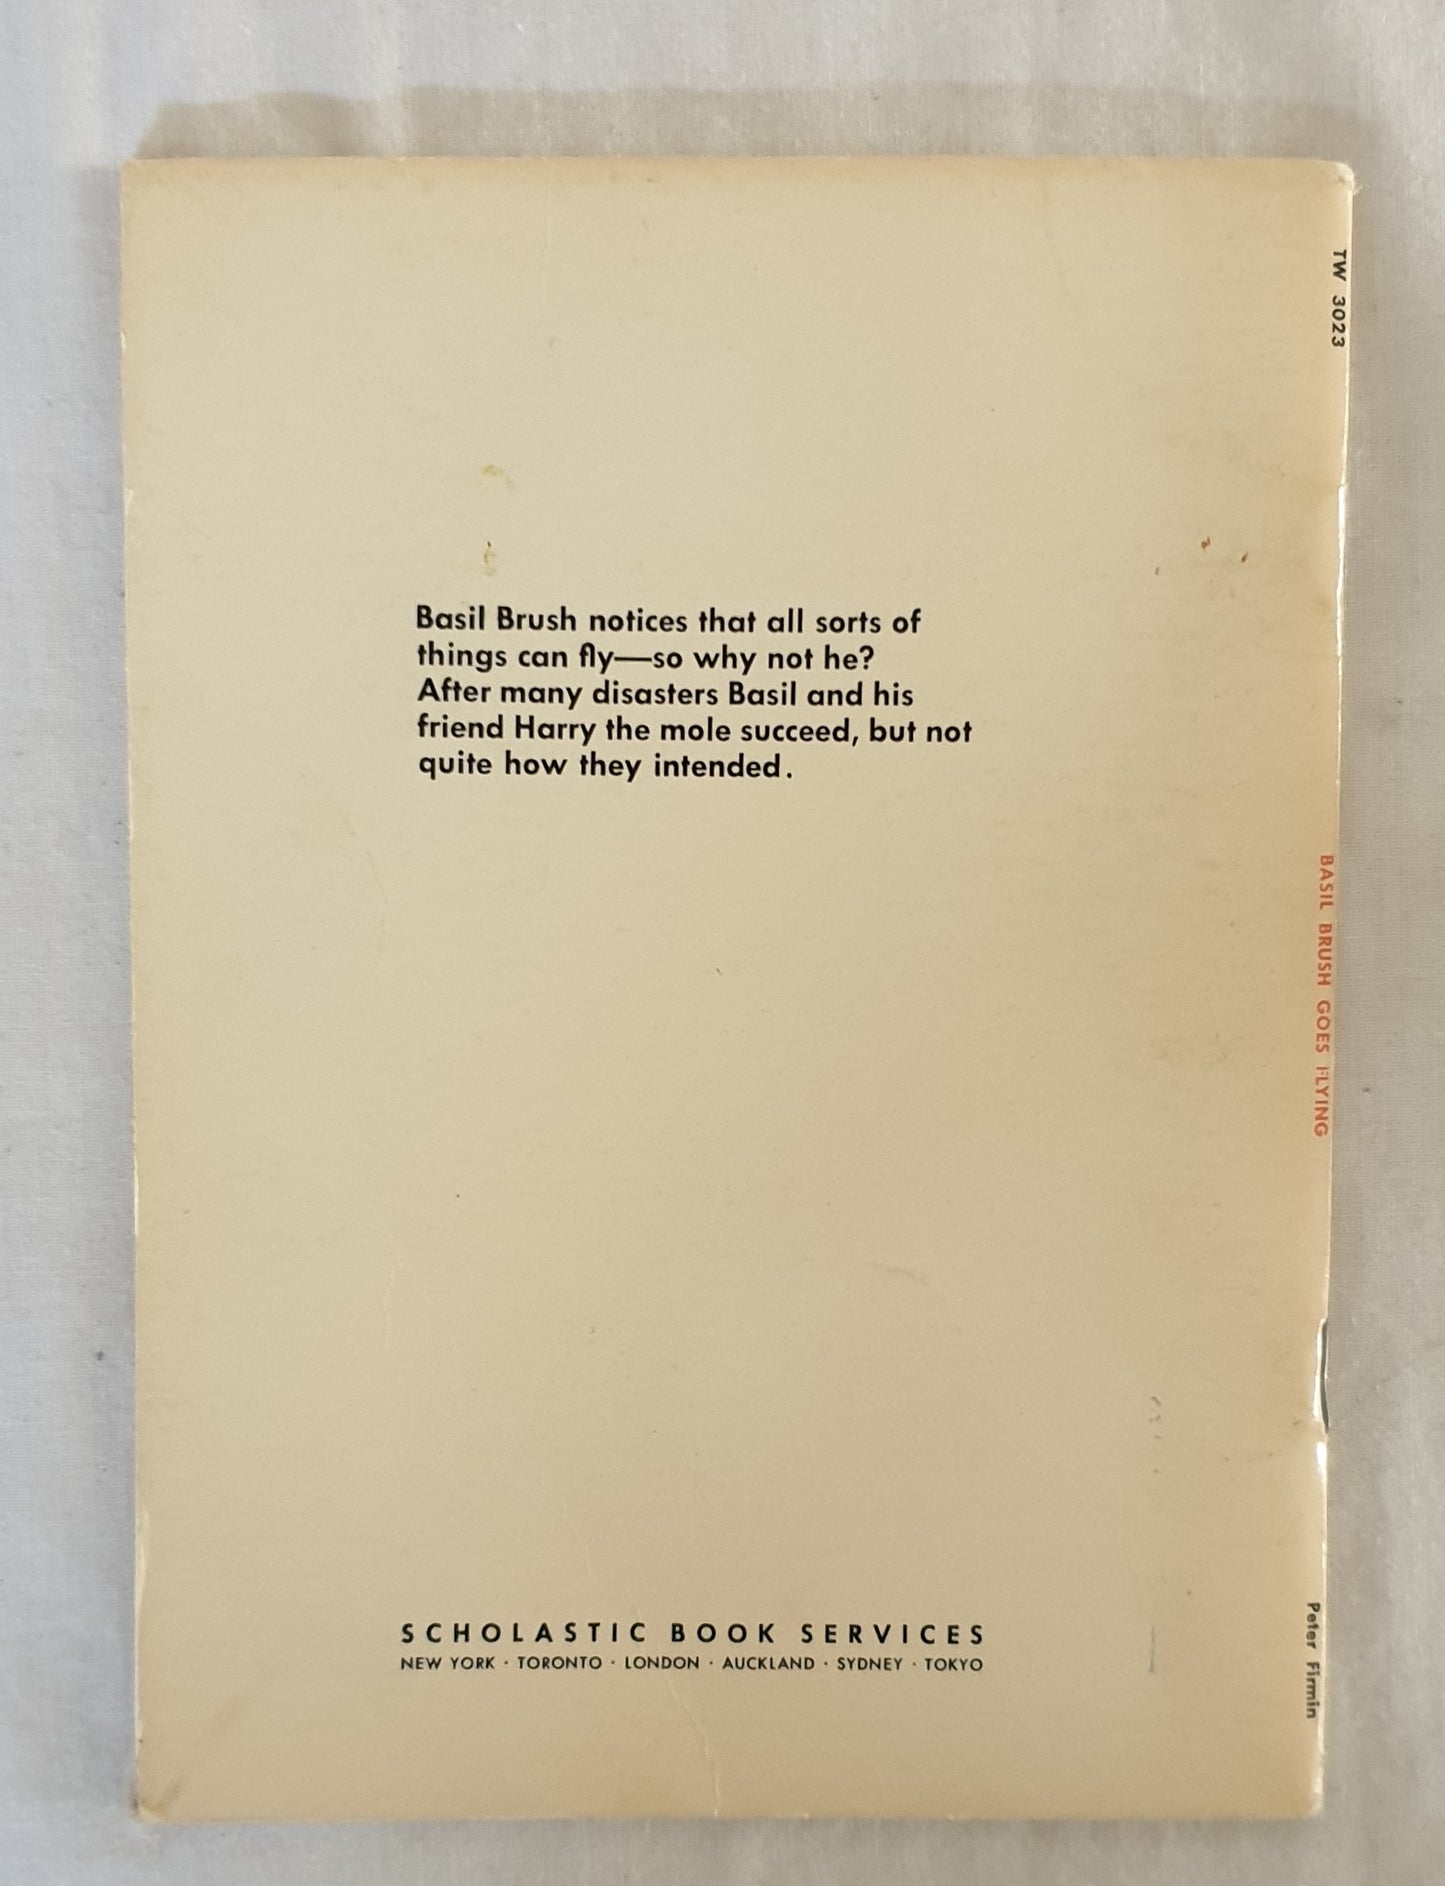 TW 3023
Basil Brush notices that all sorts of
things can fly—so why not he?
After many disasters Basil and his
friend Harry the mole succeed, but not
quite how they intended.
BASIL BRUSH GOES FLYING
SCHOLASTIC BOOK SERVICES
NEW YORK · TORONTO · LONDON · AUCKLAND · SYDNEY · TOKYO
Peter Firmin